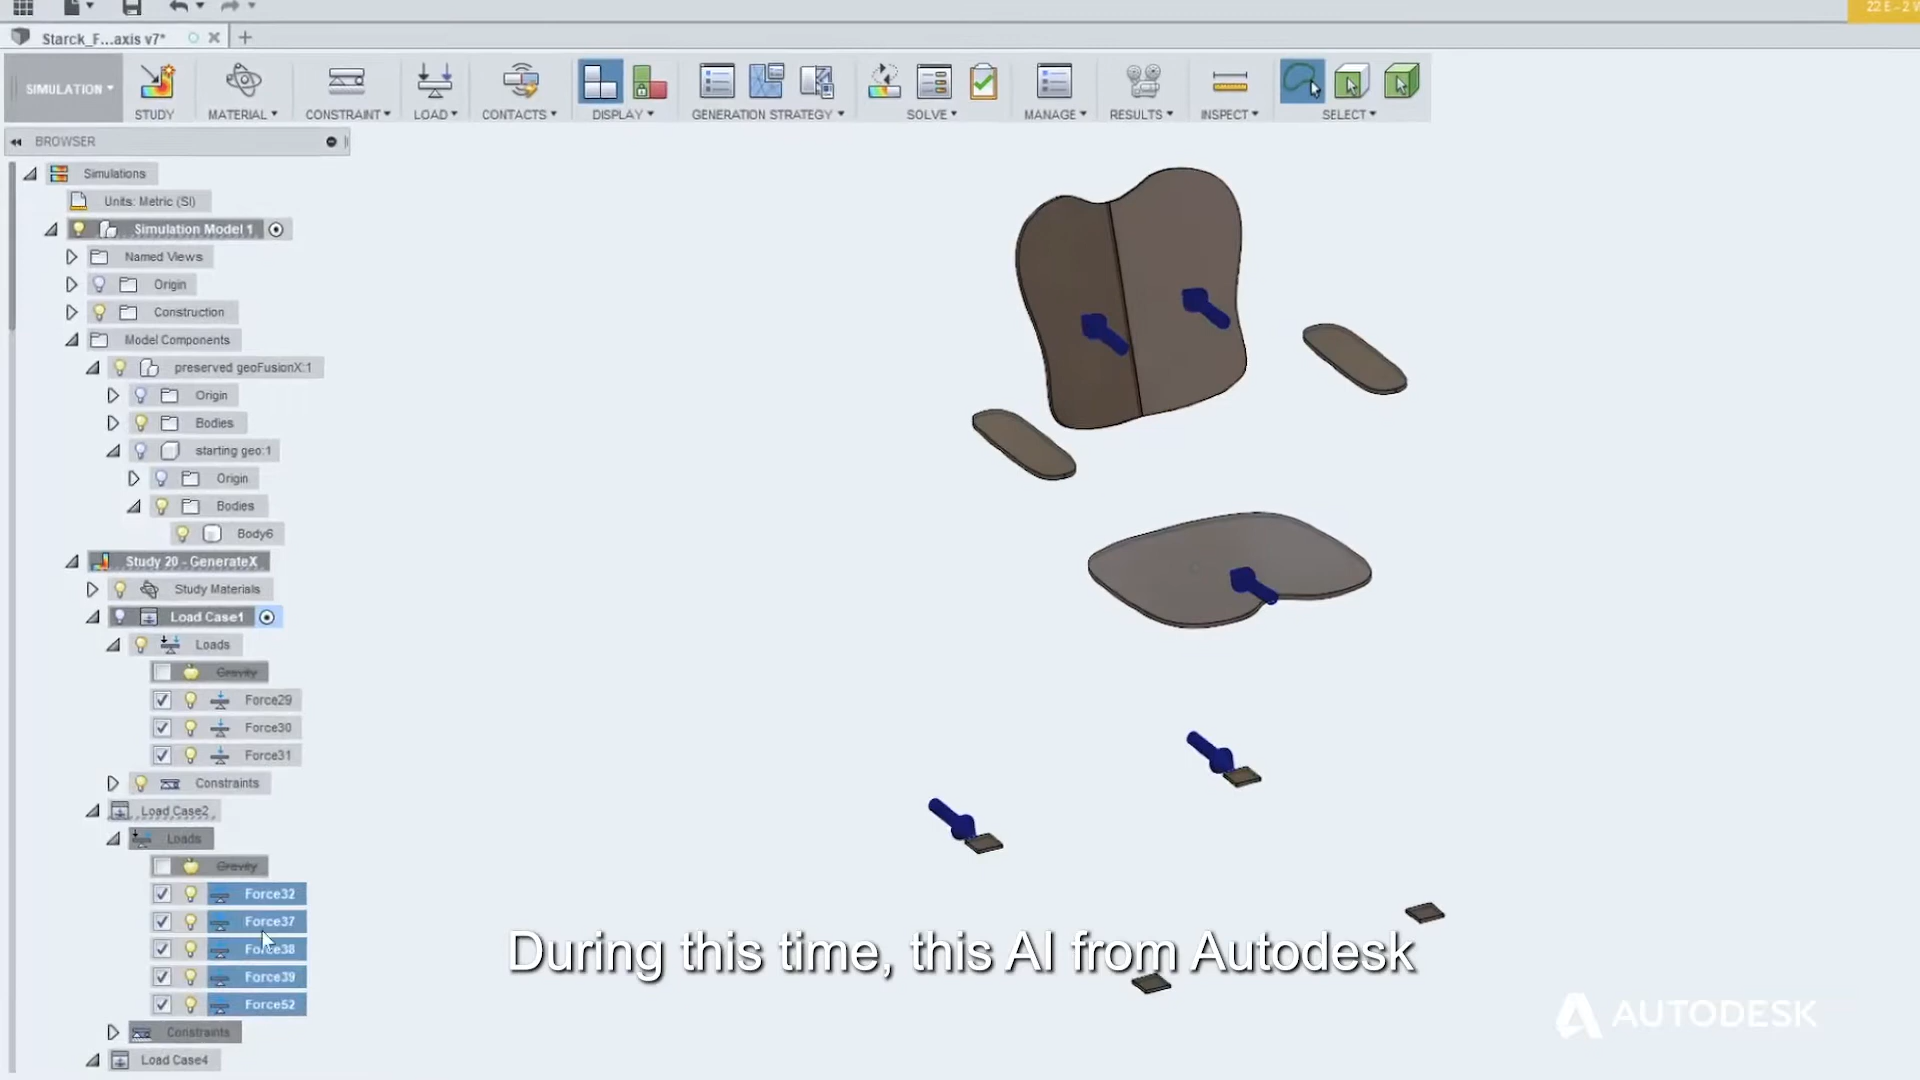 22 E - 2 W
Starck_F...axis v7*
SIMULATION
STUDY
MATERIAL
CONSTRAINT
LOAD
CONTACTS
DISPLAY
GENERATION STRATEGY
SOLVE
MANAGE
RESULTS
INSPECT
SELECT
BROWSER
Simulations
Units: Metric (SI)
Simulation Model 1
Named Views
Origin
Construction
Model Components
preserved geoFusionX:1
Origin
Bodies
starting geo:1
Origin
Bodies
Body6
Study 20 - GenerateX
Study Materials
Load Case1
Loads
Gravity
Force29
Force30
Force31
Constraints
Load Case2
Loads
Gravity
Force32
Force37
Force38
Force39
Force52
Constraints
Load Case4
During this time, this AI from Autodesk
AUTODESK